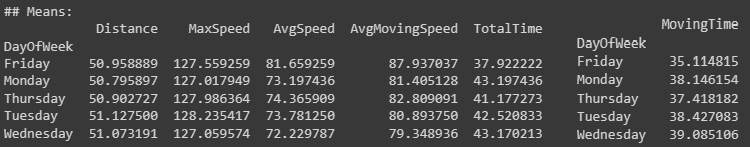 ## Means:
Distance MaxSpeed AvgSpeed AvgMovingSpeed TotalTime
DayOfWeek
Friday 50.958889 127.559259 81.659259 87.937037 37.922222
Monday 50.795897 127.017949 73.197436 81.405128 43.197436
Thursday 50.902727 127.986364 74.365909 82.809091 41.177273
Tuesday 51.127500 128.235417 73.781250 80.893750 42.520833
Wednesday 51.073191 127.059574 72.229787 79.348936 43.170213
MovingTime
DayOfWeek
Friday 35.114815
Monday 38.146154
Thursday 37.418182
Tuesday 38.427083
Wednesday 39.085106